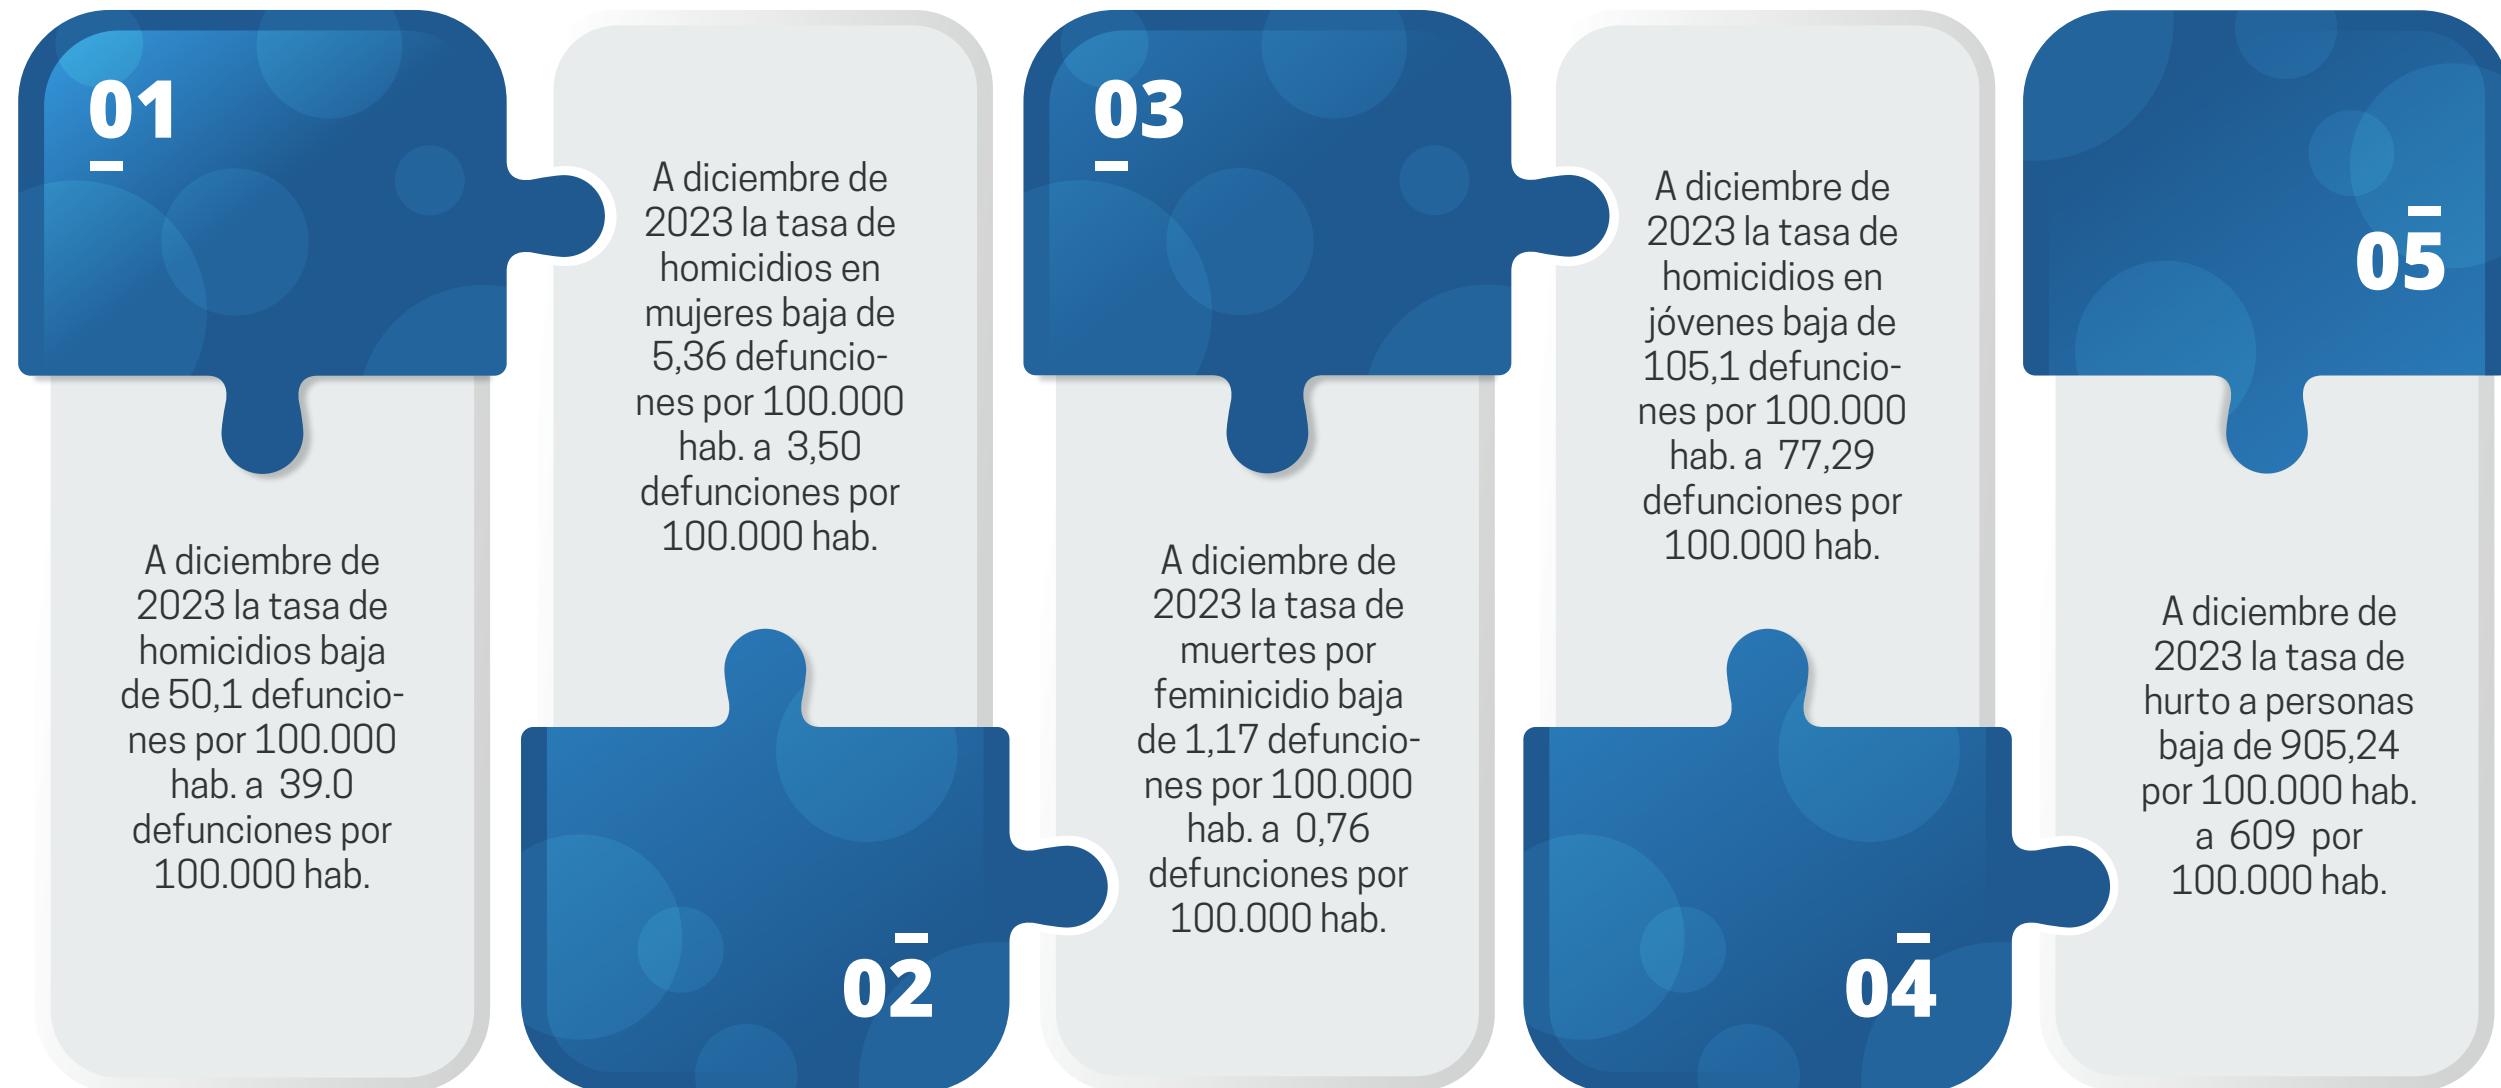 01
A diciembre de
2023 la tasa de
homicidios baja
de 50,1 defuncio-
nes por 100.000
hab. a  39.0
defunciones por
100.000 hab.
A diciembre de
2023 la tasa de
homicidios en
mujeres baja de
5,36 defuncio-
nes por 100.000
hab. a  3,50
defunciones por
100.000 hab.
02
03
A diciembre de
2023 la tasa de
muertes por
feminicidio baja
de 1,17 defuncio-
nes por 100.000
hab. a  0,76
defunciones por
100.000 hab.
A diciembre de
2023 la tasa de
homicidios en
jóvenes baja de
105,1 defuncio-
nes por 100.000
hab. a  77,29
defunciones por
100.000 hab.
04
05
A diciembre de
2023 la tasa de
hurto a personas
baja de 905,24
por 100.000 hab.
a  609  por
100.000 hab.